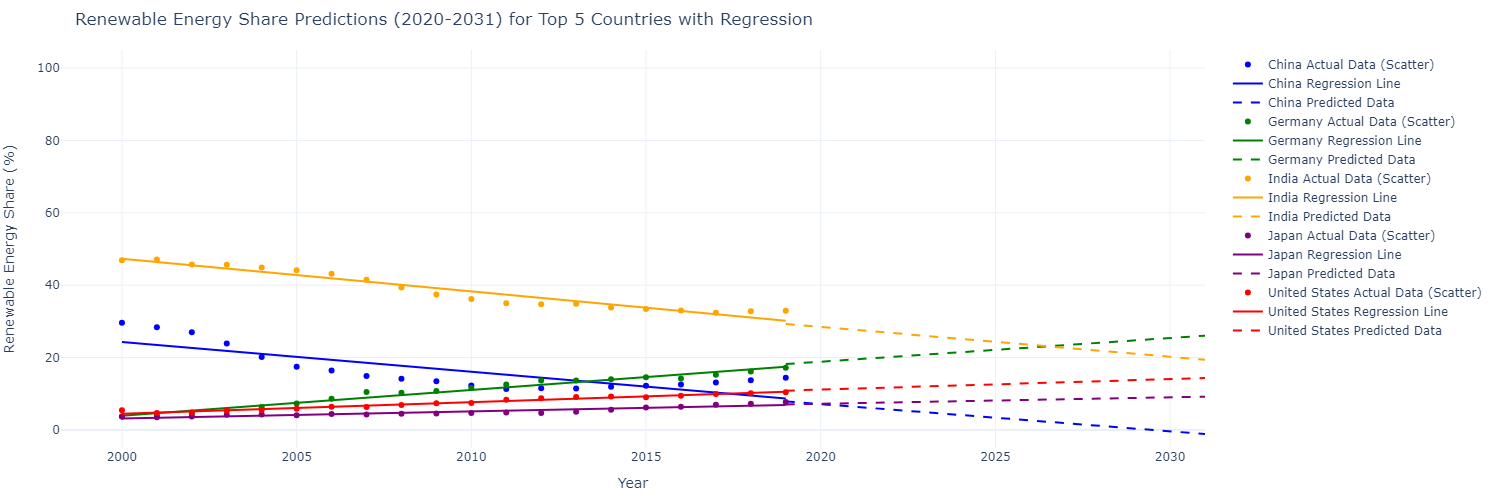 Renewable Energy Share Predictions (2020-2031) for Top 5 Countries with Regression
Renewable Energy Share (%)
100
80
60
40
20
0
2000
2005
2010
2015
2020
2025
2030
Year
China Actual Data (Scatter)
China Regression Line
China Predicted Data
Germany Actual Data (Scatter)
Germany Regression Line
Germany Predicted Data
India Actual Data (Scatter)
India Regression Line
India Predicted Data
Japan Actual Data (Scatter)
Japan Regression Line
Japan Predicted Data
United States Actual Data (Scatter)
United States Regression Line
United States Predicted Data